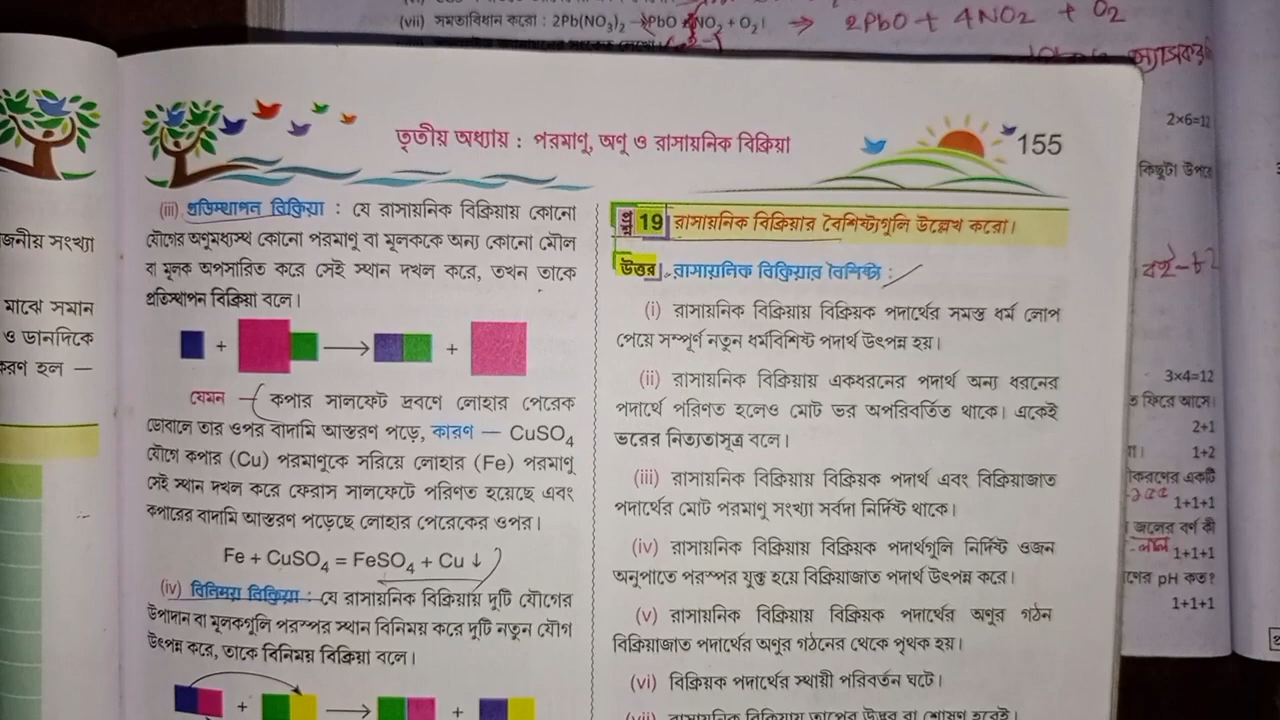 (vii) সমতাবিধান করো : 2Pb(NO₃)₂ → PbO + NO₂ + O₂। ⇒ 2PbO + 4NO₂ + O₂
তৃতীয় অধ্যায় : পরমাণু, অণু ও রাসায়নিক বিক্রিয়া
155
জনীয় সংখ্যা
মাঝে সমান
ও ডানদিকে
করণ হল —
(iii) প্রতিস্থাপন বিক্রিয়া : যে রাসায়নিক বিক্রিয়ায় কোনো
যৌগের অণুমধ্যস্থ কোনো পরমাণু বা মূলককে অন্য কোনো মৌল
বা মূলক অপসারিত করে সেই স্থান দখল করে, তখন তাকে
প্রতিস্থাপন বিক্রিয়া বলে।
+ → +
যেমন — কপার সালফেট দ্রবণে লোহার পেরেক
ডোবালে তার ওপর বাদামি আস্তরণ পড়ে, কারণ — CuSO₄
যৌগে কপার (Cu) পরমাণুকে সরিয়ে লোহার (Fe) পরমাণু
সেই স্থান দখল করে ফেরাস সালফেটে পরিণত হয়েছে এবং
কপারের বাদামি আস্তরণ পড়েছে লোহার পেরেকের ওপর।
Fe + CuSO₄ = FeSO₄ + Cu ↓
(iv) বিনিময় বিক্রিয়া : যে রাসায়নিক বিক্রিয়ায় দুটি যৌগের
উপাদান বা মূলকগুলি পরস্পর স্থান বিনিময় করে দুটি নতুন যৌগ
উৎপন্ন করে, তাকে বিনিময় বিক্রিয়া বলে।
+ → +
প্রশ্ন 19 রাসায়নিক বিক্রিয়ার বৈশিষ্ট্যগুলি উল্লেখ করো।
উত্তর রাসায়নিক বিক্রিয়ার বৈশিষ্ট্য :
(i) রাসায়নিক বিক্রিয়ায় বিক্রিয়ক পদার্থের সমস্ত ধর্ম লোপ
পেয়ে সম্পূর্ণ নতুন ধর্মবিশিষ্ট পদার্থ উৎপন্ন হয়।
(ii) রাসায়নিক বিক্রিয়ায় একধরনের পদার্থ অন্য ধরনের
পদার্থে পরিণত হলেও মোট ভর অপরিবর্তিত থাকে। একেই
ভরের নিত্যতাসূত্র বলে।
(iii) রাসায়নিক বিক্রিয়ায় বিক্রিয়ক পদার্থ এবং বিক্রিয়াজাত
পদার্থের মোট পরমাণু সংখ্যা সর্বদা নির্দিষ্ট থাকে।
(iv) রাসায়নিক বিক্রিয়ায় বিক্রিয়ক পদার্থগুলি নির্দিষ্ট ওজন
অনুপাতে পরস্পর যুক্ত হয়ে বিক্রিয়াজাত পদার্থ উৎপন্ন করে।
(v) রাসায়নিক বিক্রিয়ায় বিক্রিয়ক পদার্থের অণুর গঠন
বিক্রিয়াজাত পদার্থের অণুর গঠনের থেকে পৃথক হয়।
(vi) বিক্রিয়ক পদার্থের স্থায়ী পরিবর্তন ঘটে।
(vii) রাসায়নিক বিক্রিয়ায় তাপের উদ্ভব বা শোষণ হবেই।
2×6=12
কিছুটা উপরে
3×4=12
ত ফিরে আসে।
2+1
1+2
কিরণের একটি
1+1+1
জলের বর্ণ কী
লাল 1+1+1
ণের pH কত?
1+1+1